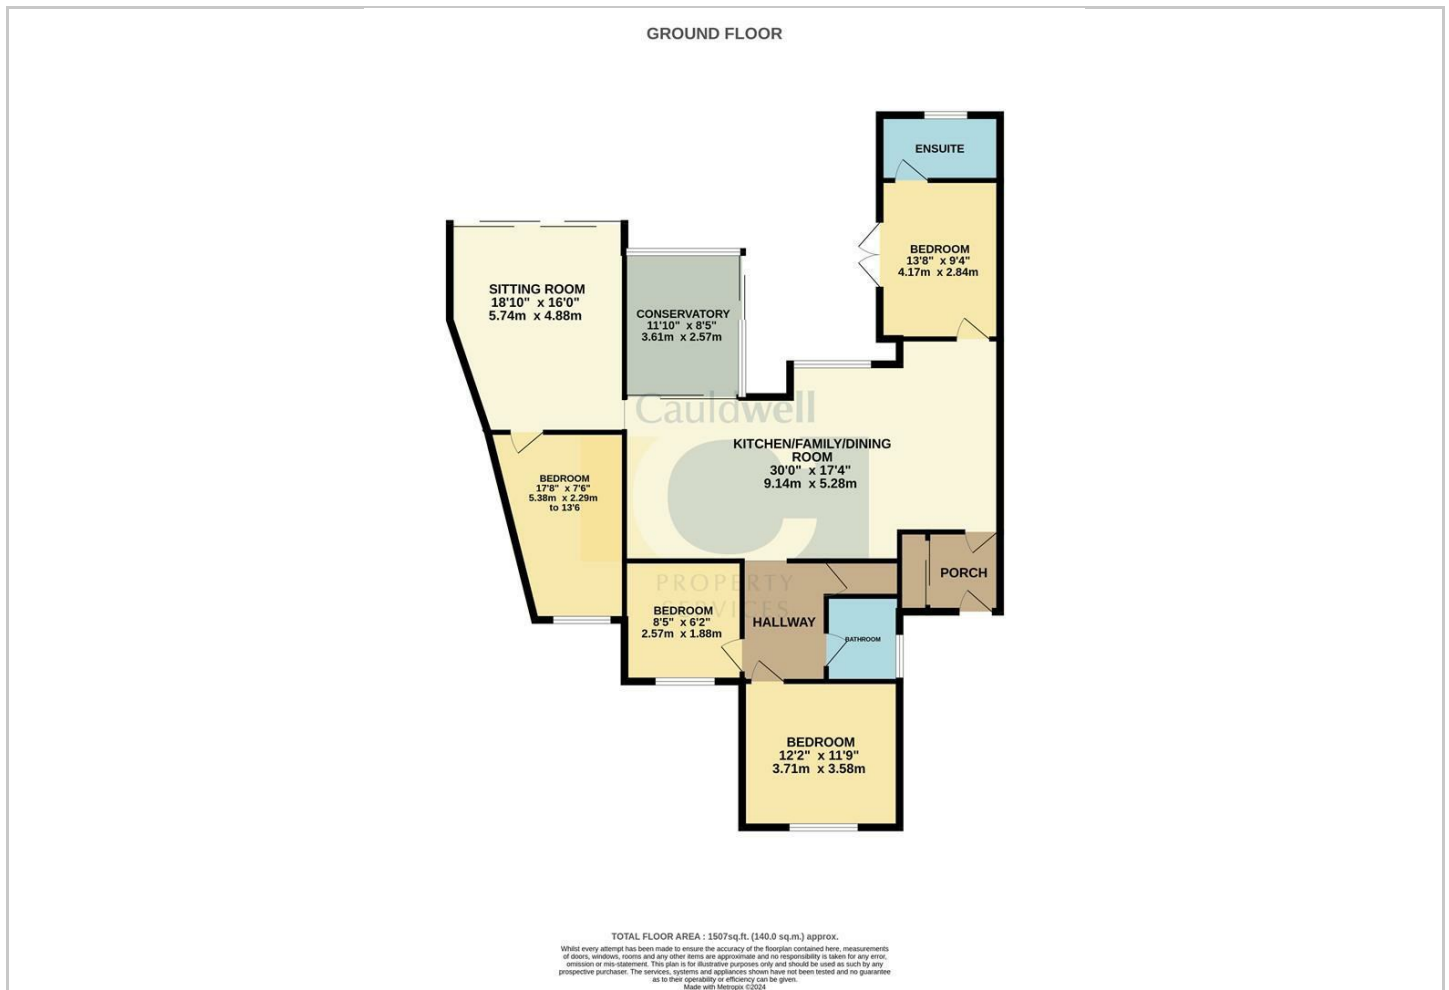 GROUND FLOOR
ENSUITE
BEDROOM
13'8" x 9'4"
4.17m x 2.84m
SITTING ROOM
18'10" x 16'0"
5.74m x 4.88m
CONSERVATORY
11'10" x 8'5"
3.61m x 2.57m
Cauldwell
KITCHEN/FAMILY/DINING
ROOM
30'0" x 17'4"
9.14m x 5.28m
BEDROOM
17'8" x 7'6"
5.38m x 2.29m
to 13'6
PORCH
PROPERTY
SERVICES
BEDROOM
8'5" x 6'2"
2.57m x 1.88m
HALLWAY
BATHROOM
BEDROOM
12'2" x 11'9"
3.71m x 3.58m
TOTAL FLOOR AREA : 1507sq.ft. (140.0 sq.m.) approx.
Whilst every attempt has been made to ensure the accuracy of the floorplan contained here, measurements
of doors, windows, rooms and any other items are approximate and no responsibility is taken for any error,
omission or mis-statement. This plan is for illustrative purposes only and should be used as such by any
prospective purchaser. The services, systems and appliances shown have not been tested and no guarantee
as to their operability or efficiency can be given.
Made with Metropix ©2024